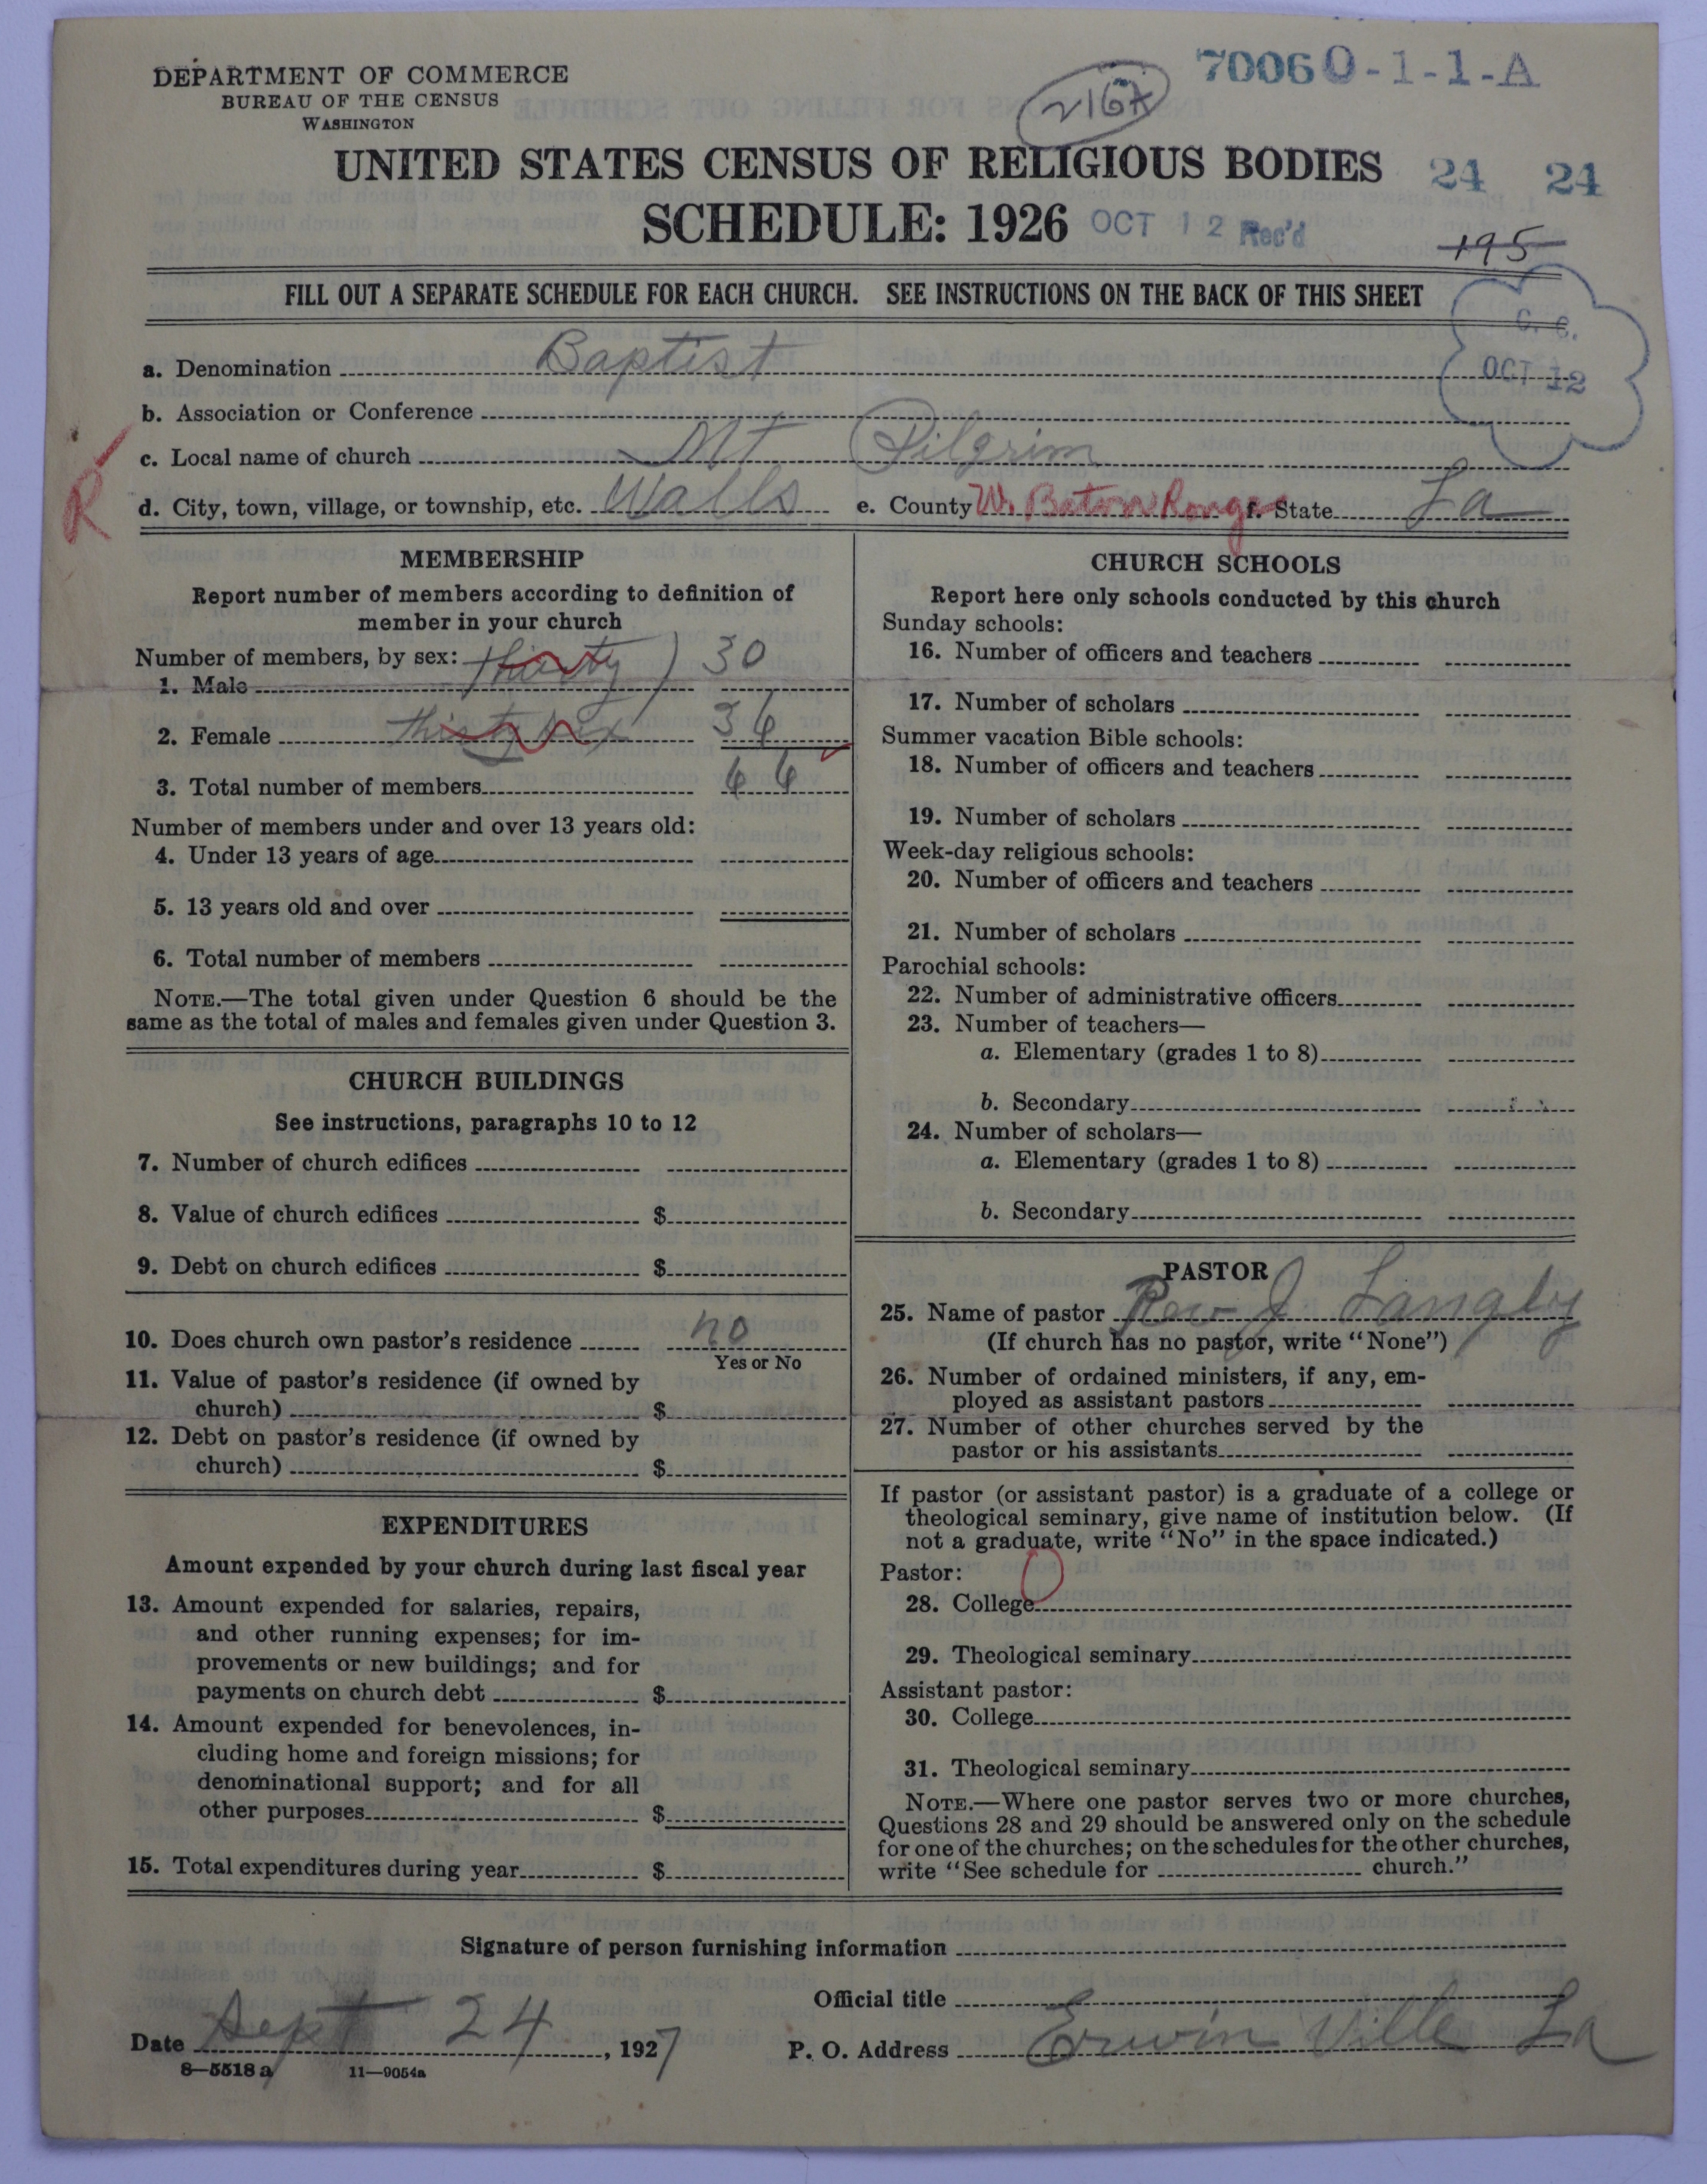 DEPARTMENT OF COMMERCE
BUREAU OF THE CENSUS
WASHINGTON
70060-1-1-A
UNITED STATES CENSUS OF RELIGIOUS BODIES
24 24
SCHEDULE: 1926
OCT 12 Rec'd
195
FILL OUT A SEPARATE SCHEDULE FOR EACH CHURCH. SEE INSTRUCTIONS ON THE BACK OF THIS SHEET
OCT 12
a. Denomination Baptist
b. Association or Conference
c. Local name of church Mt Pilgrim
R
d. City, town, village, or township, etc. Walls e. County W. Baton Rouge f. State La
MEMBERSHIP
Report number of members according to definition of
member in your church
Number of members, by sex:
1. Male thirty 30
2. Female thirty six 36
3. Total number of members 66
Number of members under and over 13 years old:
4. Under 13 years of age
5. 13 years old and over
6. Total number of members
NOTE.—The total given under Question 6 should be the
same as the total of males and females given under Question 3.
CHURCH BUILDINGS
See instructions, paragraphs 10 to 12
7. Number of church edifices
8. Value of church edifices $
9. Debt on church edifices $
10. Does church own pastor's residence no
Yes or No
11. Value of pastor's residence (if owned by
church) $
12. Debt on pastor's residence (if owned by
church) $
EXPENDITURES
Amount expended by your church during last fiscal year
13. Amount expended for salaries, repairs,
and other running expenses; for im-
provements or new buildings; and for
payments on church debt $
14. Amount expended for benevolences, in-
cluding home and foreign missions; for
denominational support; and for all
other purposes $
15. Total expenditures during year $
CHURCH SCHOOLS
Report here only schools conducted by this church
Sunday schools:
16. Number of officers and teachers
17. Number of scholars
Summer vacation Bible schools:
18. Number of officers and teachers
19. Number of scholars
Week-day religious schools:
20. Number of officers and teachers
21. Number of scholars
Parochial schools:
22. Number of administrative officers
23. Number of teachers—
a. Elementary (grades 1 to 8)
b. Secondary
24. Number of scholars—
a. Elementary (grades 1 to 8)
b. Secondary
PASTOR
25. Name of pastor Rev J Langly
(If church has no pastor, write "None")
26. Number of ordained ministers, if any, em-
ployed as assistant pastors
27. Number of other churches served by the
pastor or his assistants
If pastor (or assistant pastor) is a graduate of a college or
theological seminary, give name of institution below. (If
not a graduate, write "No" in the space indicated.)
Pastor:
28. College
29. Theological seminary
Assistant pastor:
30. College
31. Theological seminary
NOTE.—Where one pastor serves two or more churches,
Questions 28 and 29 should be answered only on the schedule
for one of the churches; on the schedules for the other churches,
write "See schedule for church."
Signature of person furnishing information
Official title
Date Sept 24, 1927 P. O. Address Erwin Ville La
8—5518 a 11—9054a